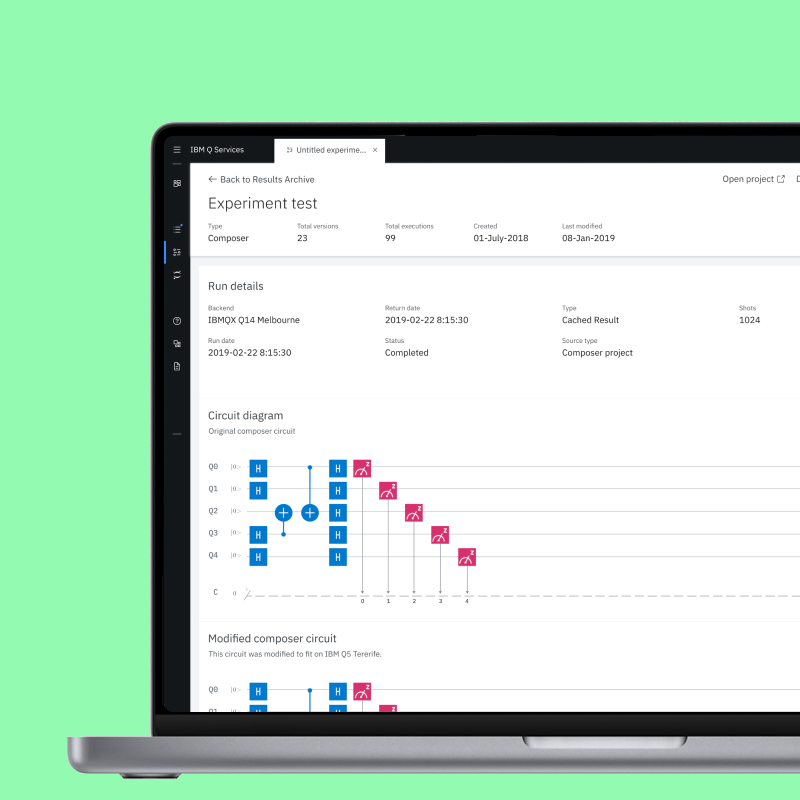 IBM Q Services
Untitled experime...
Back to Results Archive
Open project
Experiment test
Type Total versions Total executions Created Last modified
Composer 23 99 01-July-2018 08-Jan-2019
Run details
Backend Return date Type Shots
IBMQX Q14 Melbourne 2019-02-22 8:15:30 Cached Result 1024
Run date Status Source type
2019-02-22 8:15:30 Completed Composer project
Circuit diagram
Original composer circuit
Q0 |0> H H z
Q1 |0> H H z
Q2 |0> + + H z
Q3 |0> H H z
Q4 |0> H H z
C 0
0 1 2 3 4
Modified composer circuit
This circuit was modified to fit on IBM Q5 Tererife.
Q0 |0> H H z